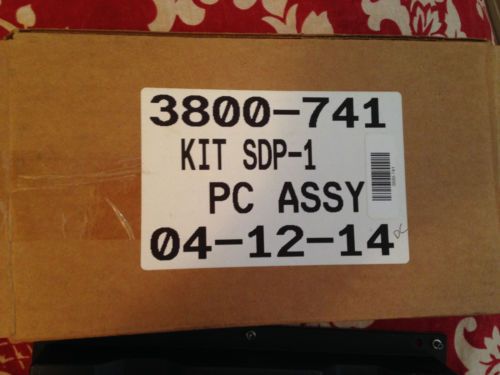 3800-741
KIT SDP-1
PC ASSY
04-12-14